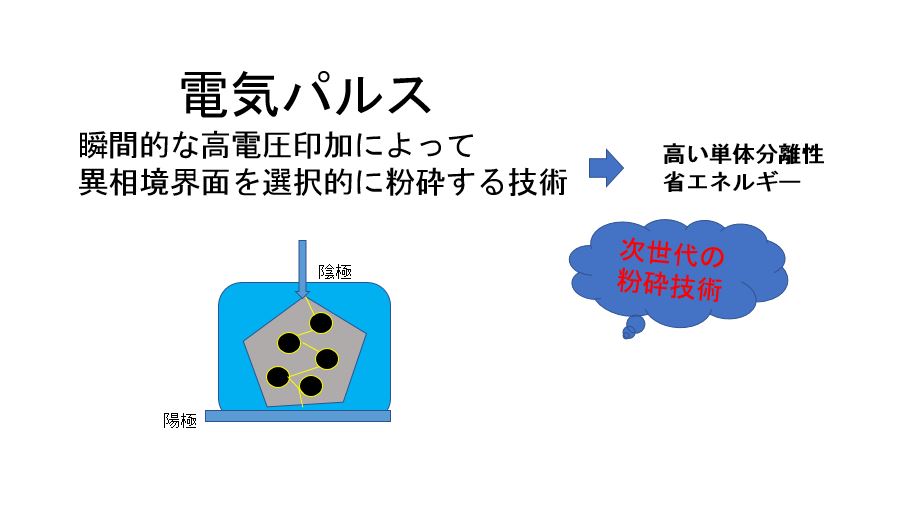 電気パルス
瞬間的な高電圧印加によって
異相境界面を選択的に粉砕する技術
高い単体分離性
省エネルギー
次世代の
粉砕技術
陰極
陽極